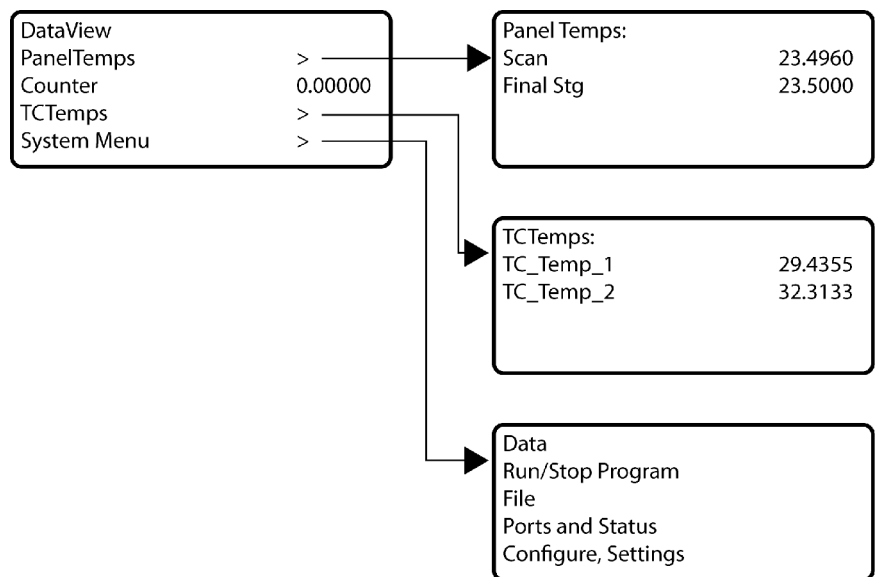 DataView
PanelTemps >
Counter 0.00000
TCTemps >
System Menu >
Panel Temps:
Scan 23.4960
Final Stg 23.5000
TCTemps:
TC_Temp_1 29.4355
TC_Temp_2 32.3133
Data
Run/Stop Program
File
Ports and Status
Configure, Settings